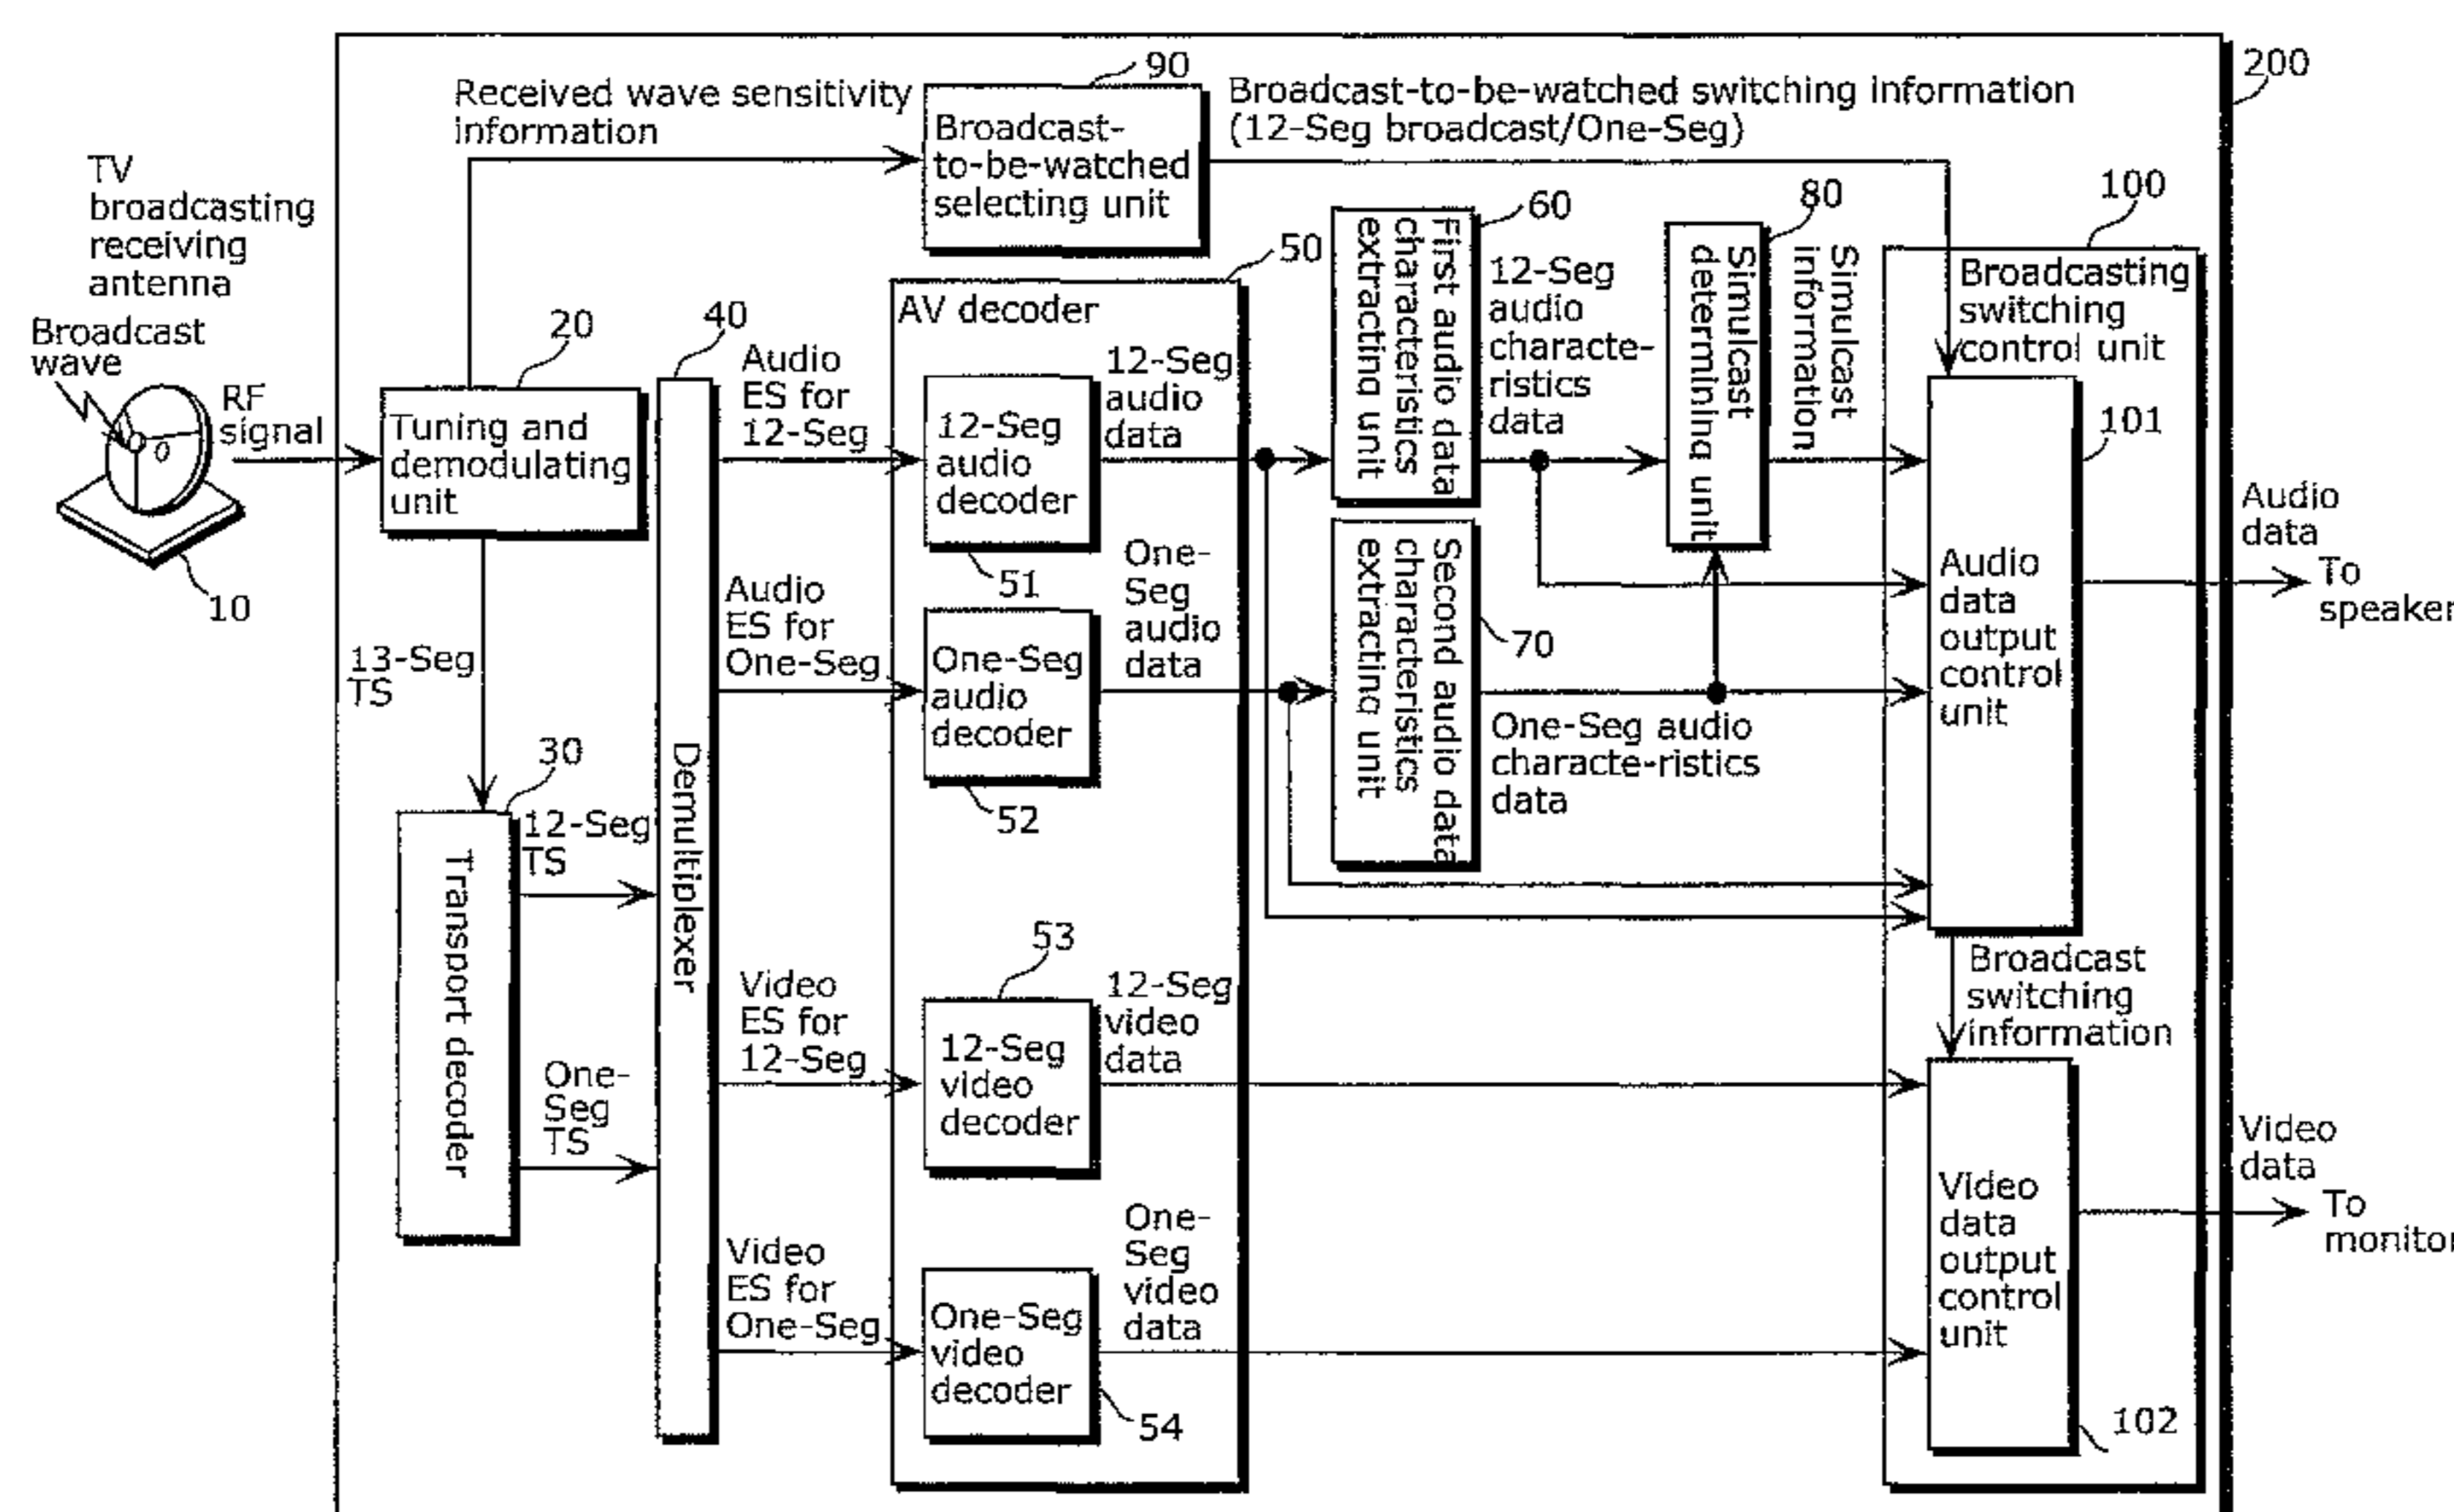 200
90
Received wave sensitivity
information
Broadcast-
to-be-watched
selecting unit
Broadcast-to-be-watched switching information
(12-Seg broadcast/One-Seg)
TV
broadcasting
receiving
antenna
Broadcast
wave
RF
signal
10
20
Tuning and
demodulating
unit
13-Seg
TS
30
Transport decoder
12-Seg
TS
One-
Seg
TS
40
Demultiplexer
Audio
ES for
12-Seg
Audio
ES for
One-Seg
Video
ES for
12-Seg
Video
ES for
One-Seg
50
AV decoder
12-Seg
audio
decoder
51
One-Seg
audio
decoder
52
53
12-Seg
video
decoder
One-Seg
video
decoder
54
12-Seg
audio
data
One-
Seg
audio
data
12-Seg
video
data
One-
Seg
video
data
60
First audio data
characteristics
extracting unit
70
Second audio data
characteristics
extracting unit
12-Seg
audio
characte-
ristics
data
One-Seg audio
characte-ristics
data
80
Simulcast
determining unit
Simulcast
information
100
Broadcasting
switching
control unit
101
Audio
data
output
control
unit
Broadcast
switching
information
Video
data
output
control
unit
102
Audio
data
To
speaker
Video
data
To
monitor